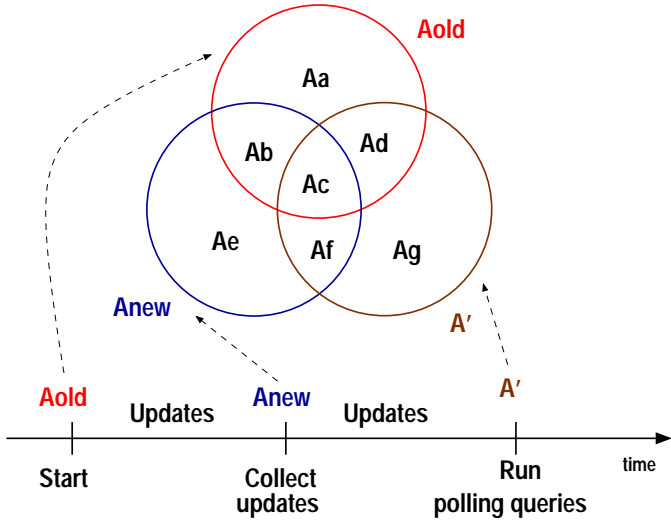 Aold
Aa
Ab
Ad
Ac
Ae
Af
Ag
Anew
A′
Aold
Updates
Anew
Updates
A′
Start
Collect
updates
Run
polling queries
time